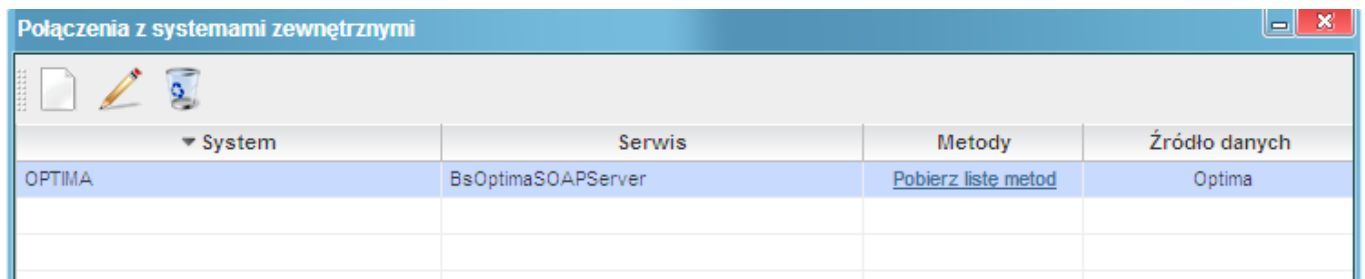 Połączenia z systemami zewnętrznymi
System Serwis Metody Źródło danych
OPTIMA BsOptimaSOAPServer Pobierz listę metod Optima